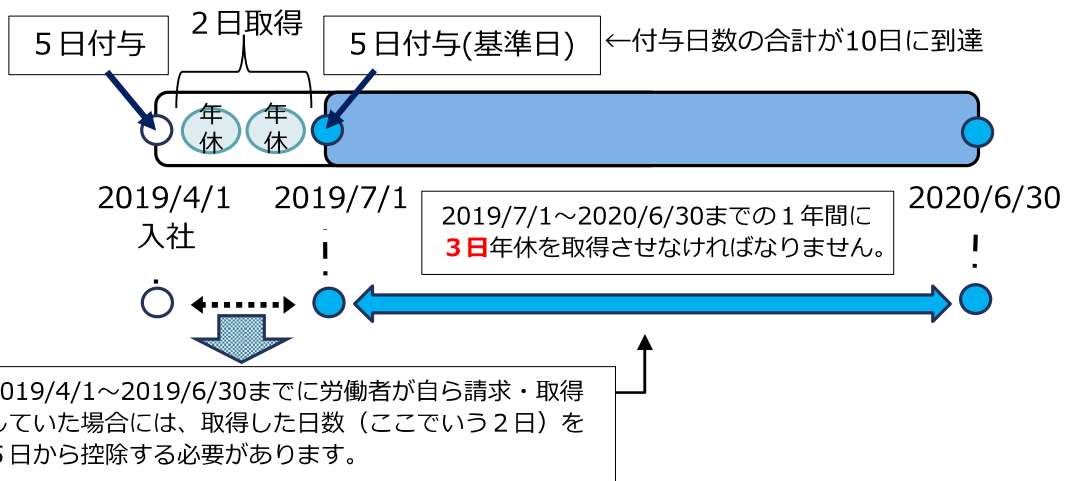 ５日付与
２日取得
５日付与(基準日)
←付与日数の合計が10日に到達
年休
年休
2019/4/1
入社
2019/7/1
2020/6/30
2019/7/1～2020/6/30までの１年間に
３日年休を取得させなければなりません。
019/4/1～2019/6/30までに労働者が自ら請求・取得
していた場合には、取得した日数（ここでいう２日）を
５日から控除する必要があります。